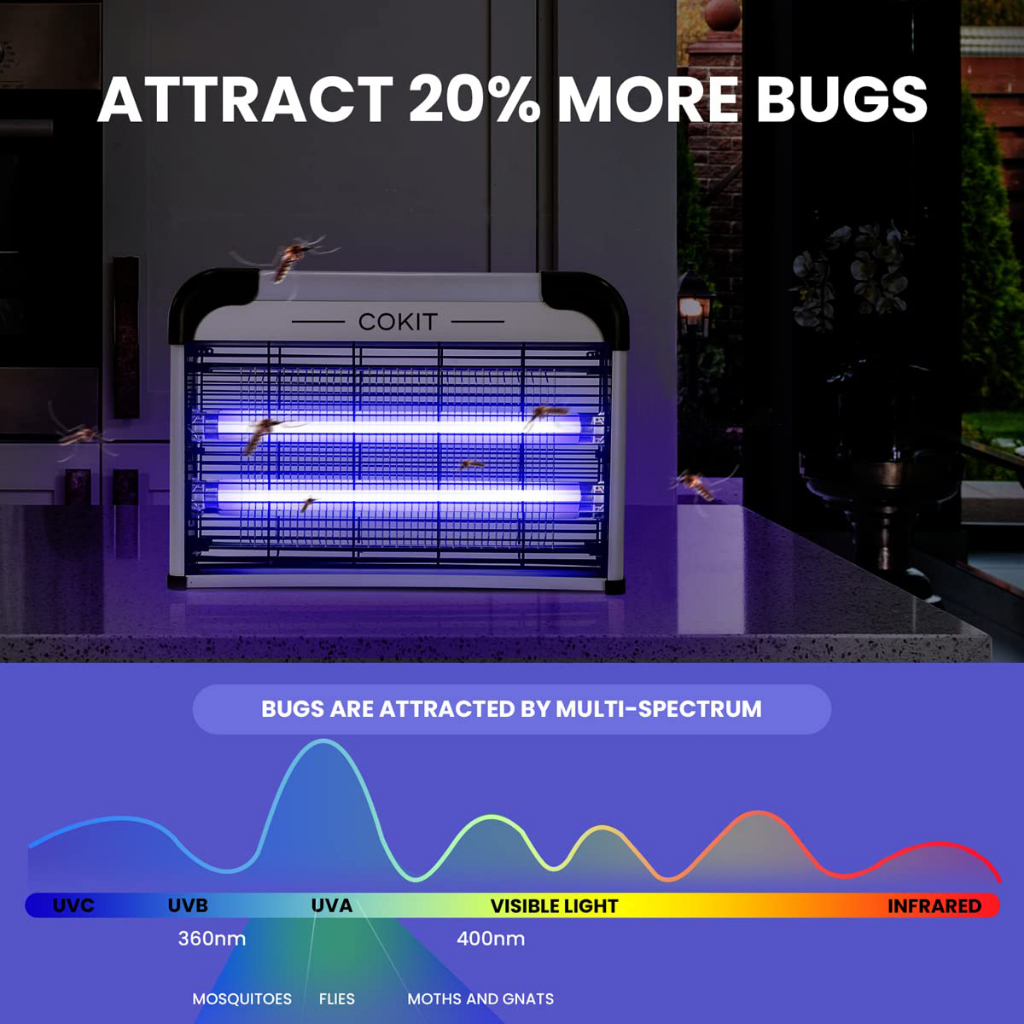 ATTRACT 20% MORE BUGS
COKIT
BUGS ARE ATTRACTED BY MULTI-SPECTRUM
UVC UVB UVA VISIBLE LIGHT INFRARED
360nm 400nm
MOSQUITOES FLIES MOTHS AND GNATS